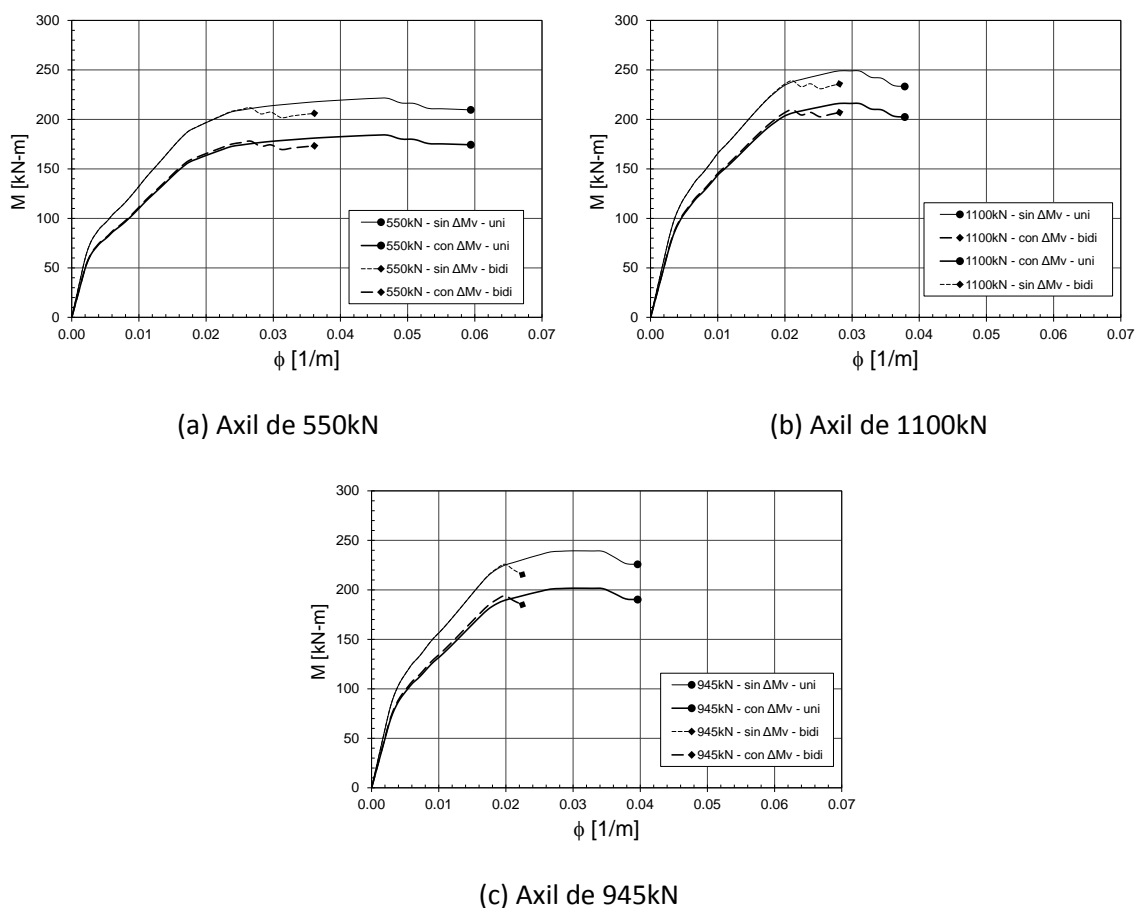 300
250
200
150
100
50
0
M [kN-m]
0.00 0.01 0.02 0.03 0.04 0.05 0.06 0.07
ϕ [1/m]
550kN - sin ΔMv - uni
550kN - con ΔMv - uni
550kN - sin ΔMv - bidi
550kN - con ΔMv - bidi
(a) Axil de 550kN
300
250
200
150
100
50
0
M [kN-m]
0.00 0.01 0.02 0.03 0.04 0.05 0.06 0.07
ϕ [1/m]
1100kN - sin ΔMv - uni
1100kN - con ΔMv - bidi
1100kN - con ΔMv - uni
1100kN - sin ΔMv - bidi
(b) Axil de 1100kN
300
250
200
150
100
50
0
M [kN-m]
0.00 0.01 0.02 0.03 0.04 0.05 0.06 0.07
ϕ [1/m]
945kN - sin ΔMv - uni
945kN - con ΔMv - uni
945kN - sin ΔMv - bidi
945kN - con ΔMv - bidi
(c) Axil de 945kN